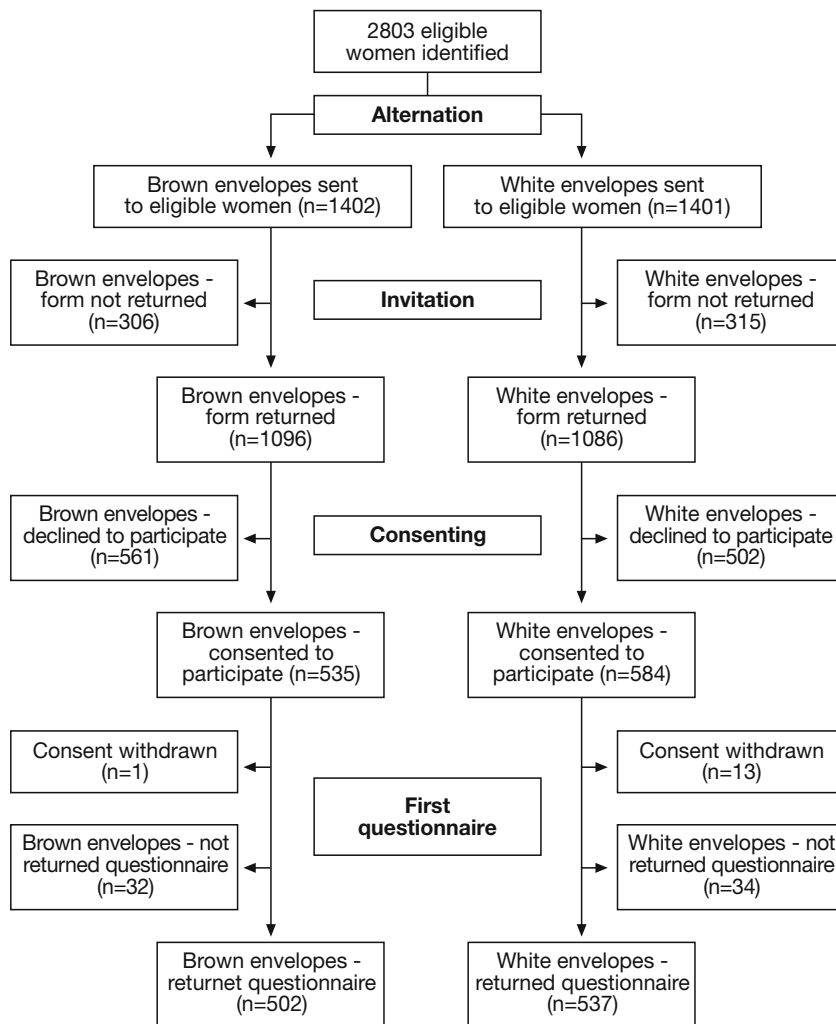 2803 eligible
women identified
Alternation
Brown envelopes sent
to eligible women (n=1402)
White envelopes sent
to eligible women (n=1401)
Brown envelopes -
form not returned
(n=306)
Invitation
White envelopes -
form not returned
(n=315)
Brown envelopes -
form returned
(n=1096)
White envelopes -
form returned
(n=1086)
Brown envelopes -
declined to participate
(n=561)
Consenting
White envelopes -
declined to participate
(n=502)
Brown envelopes -
consented to
participate (n=535)
White envelopes -
consented to
participate (n=584)
Consent withdrawn
(n=1)
Consent withdrawn
(n=13)
First
questionnaire
Brown envelopes - not
returned questionnaire
(n=32)
White envelopes - not
returned questionnaire
(n=34)
Brown envelopes -
returnet questionnaire
(n=502)
White envelopes -
returned questionnaire
(n=537)